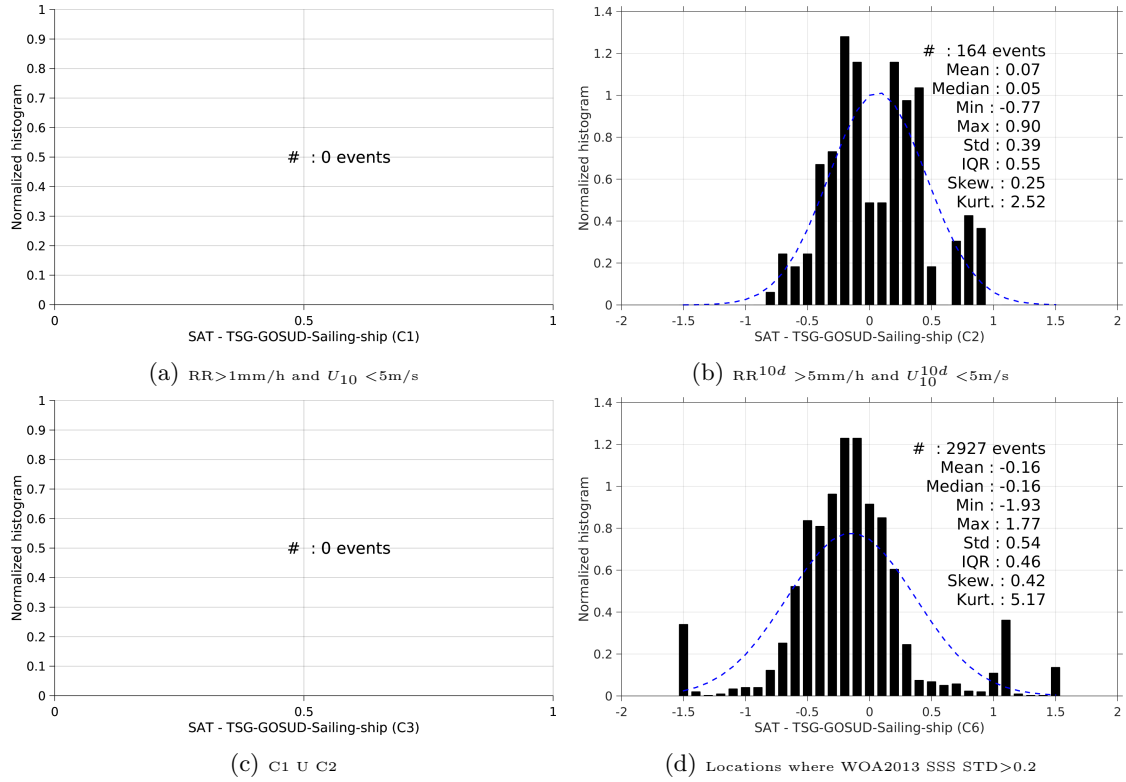 1
0.9
0.8
0.7
0.6
0.5
0.4
0.3
0.2
0.1
0
Normalized histogram
# : 0 events
0 0.5 1
SAT - TSG-GOSUD-Sailing-ship (C1)
(a) RR>1mm/h and U10 <5m/s
1.4
1.2
1
0.8
0.6
0.4
0.2
0
Normalized histogram
# : 164 events
Mean : 0.07
Median : 0.05
Min : -0.77
Max : 0.90
Std : 0.39
IQR : 0.55
Skew. : 0.25
Kurt. : 2.52
-2 -1.5 -1 -0.5 0 0.5 1 1.5 2
SAT - TSG-GOSUD-Sailing-ship (C2)
(b) RR^10d >5mm/h and U10^10d <5m/s
1
0.9
0.8
0.7
0.6
0.5
0.4
0.3
0.2
0.1
0
Normalized histogram
# : 0 events
0 0.5 1
SAT - TSG-GOSUD-Sailing-ship (C3)
(c) C1 U C2
1.4
1.2
1
0.8
0.6
0.4
0.2
0
Normalized histogram
# : 2927 events
Mean : -0.16
Median : -0.16
Min : -1.93
Max : 1.77
Std : 0.54
IQR : 0.46
Skew. : 0.42
Kurt. : 5.17
-2 -1.5 -1 -0.5 0 0.5 1 1.5 2
SAT - TSG-GOSUD-Sailing-ship (C6)
(d) Locations where WOA2013 SSS STD>0.2